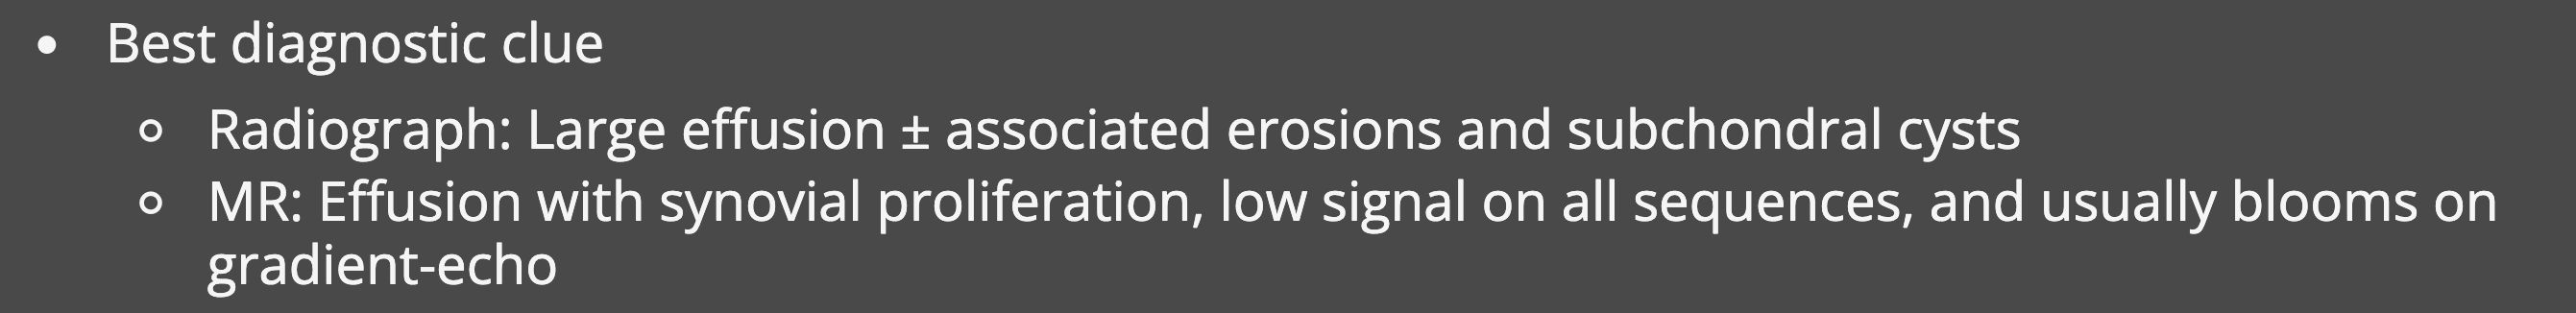 • Best diagnostic clue
○ Radiograph: Large effusion ± associated erosions and subchondral cysts
○ MR: Effusion with synovial proliferation, low signal on all sequences, and usually blooms on
gradient-echo